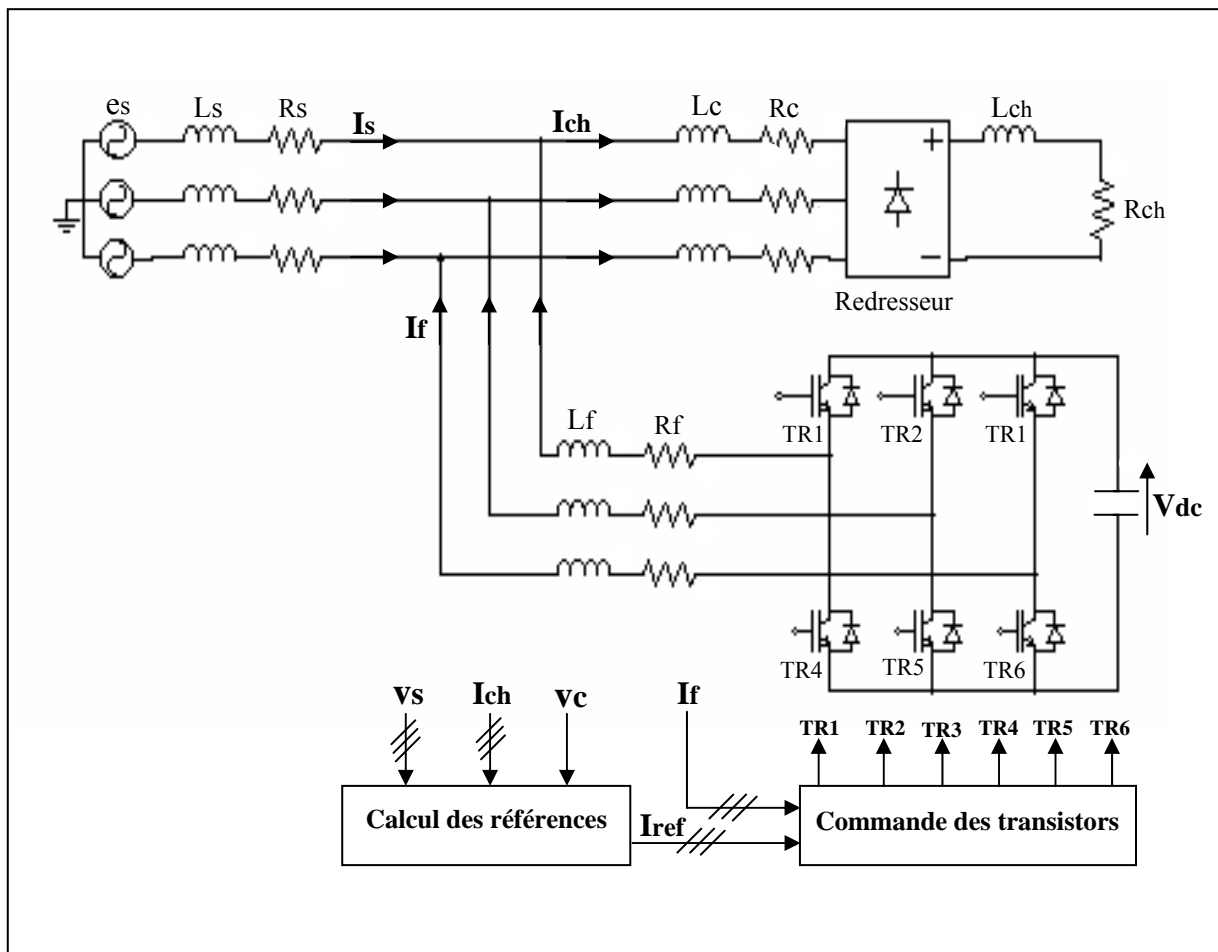 es Ls Rs Is Ich Lc Rc Lch
+
Rch
−
Redresseur
If
TR1 TR2 TR1
Lf Rf
Vdc
TR4 TR5 TR6
vs Ich vc If
TR1 TR2 TR3 TR4 TR5 TR6
Calcul des références Iref Commande des transistors